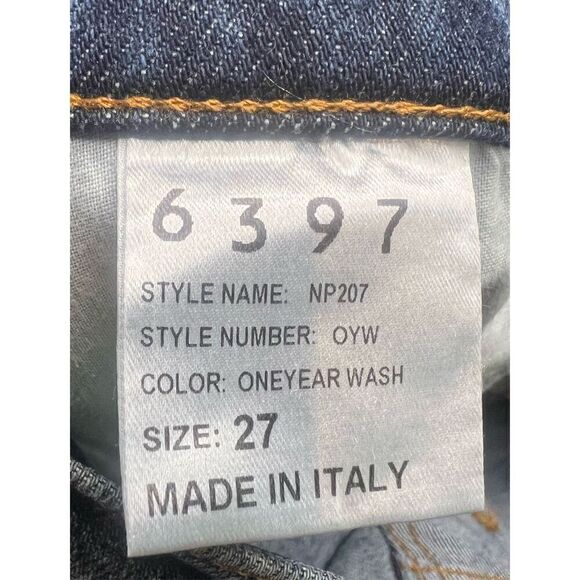 6397
STYLE NAME: NP207
STYLE NUMBER: OYW
COLOR: ONEYEAR WASH
SIZE: 27
MADE IN ITALY